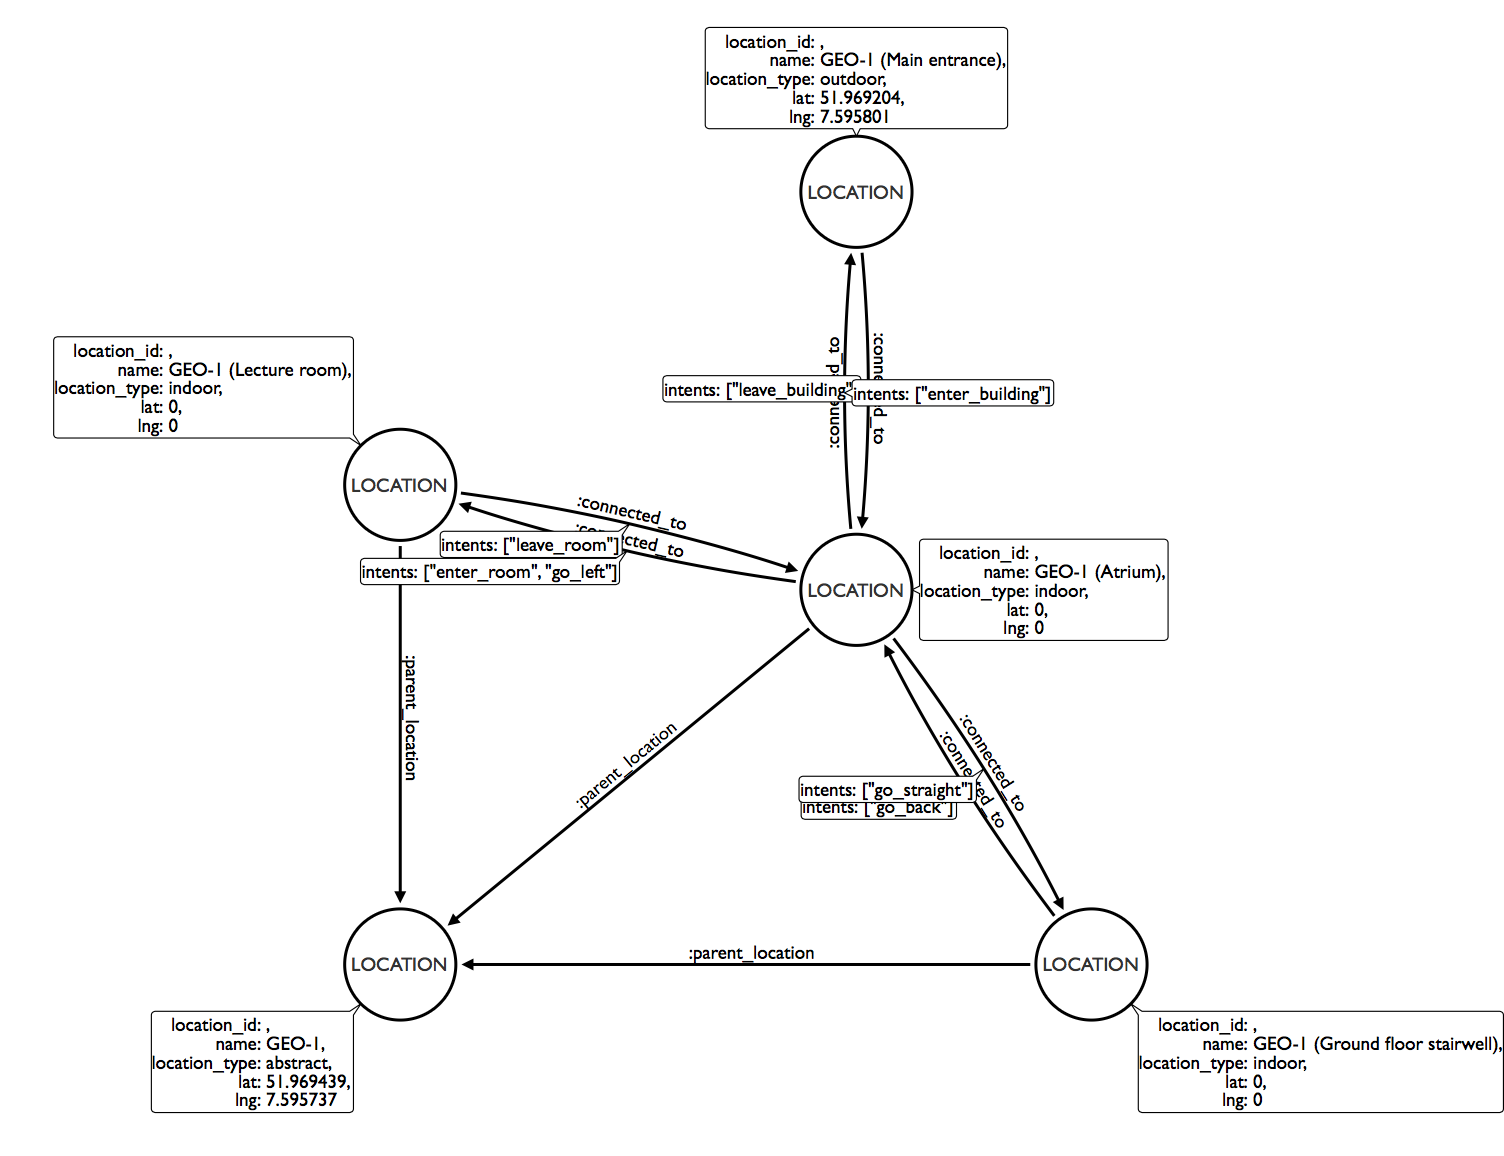 location_id: ,
name: GEO-1 (Main entrance),
location_type: outdoor,
lat: 51.969204,
lng: 7.595801
LOCATION
:connected_to
intents: ["leave_building"
intents: ["enter_building"]
location_id: ,
name: GEO-1 (Lecture room),
location_type: indoor,
lat: 0,
lng: 0
LOCATION
:connected_to
intents: ["leave_room"]
intents: ["enter_room", "go_left"]
location_id: ,
name: GEO-1 (Atrium),
location_type: indoor,
lat: 0,
lng: 0
LOCATION
:parent_location
:parent_location
:connected_to
intents: ["go_straight"]
intents: ["go_back"]
:parent_location
LOCATION
LOCATION
location_id: ,
name: GEO-1,
location_type: abstract,
lat: 51.969439,
lng: 7.595737
location_id: ,
name: GEO-1 (Ground floor stairwell),
location_type: indoor,
lat: 0,
lng: 0